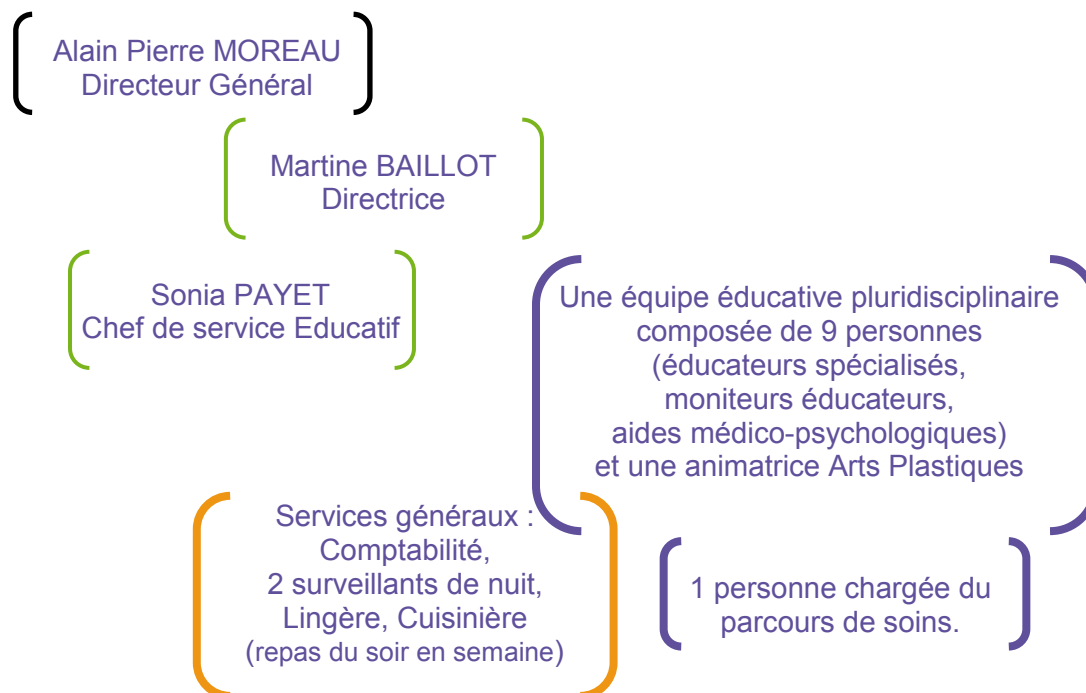 Alain Pierre MOREAU
Directeur Général
Martine BAILLOT
Directrice
Sonia PAYET
Chef de service Educatif
Une équipe éducative pluridisciplinaire
composée de 9 personnes
(éducateurs spécialisés,
moniteurs éducateurs,
aides médico-psychologiques)
et une animatrice Arts Plastiques
Services généraux :
Comptabilité,
2 surveillants de nuit,
Lingère, Cuisinière
(repas du soir en semaine)
1 personne chargée du
parcours de soins.